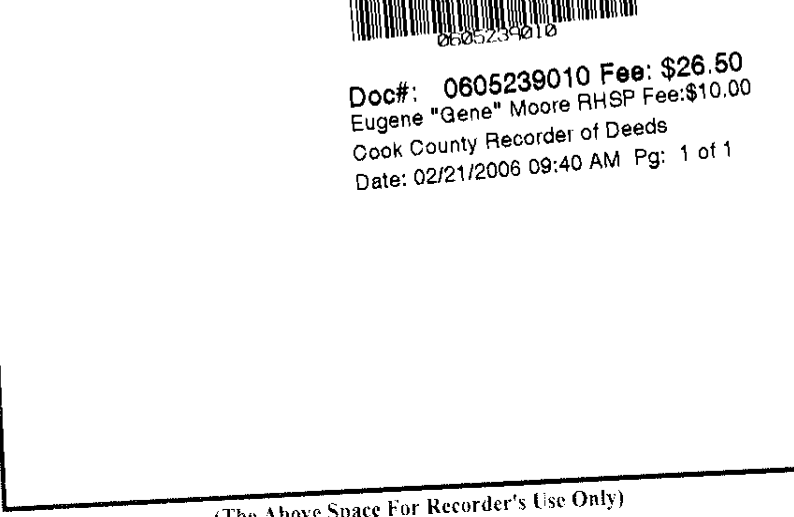 0605239010
Doc#: 0605239010 Fee: $26.50
Eugene "Gene" Moore RHSP Fee:$10.00
Cook County Recorder of Deeds
Date: 02/21/2006 09:40 AM Pg: 1 of 1
(The Above Space For Recorder's Use Only)